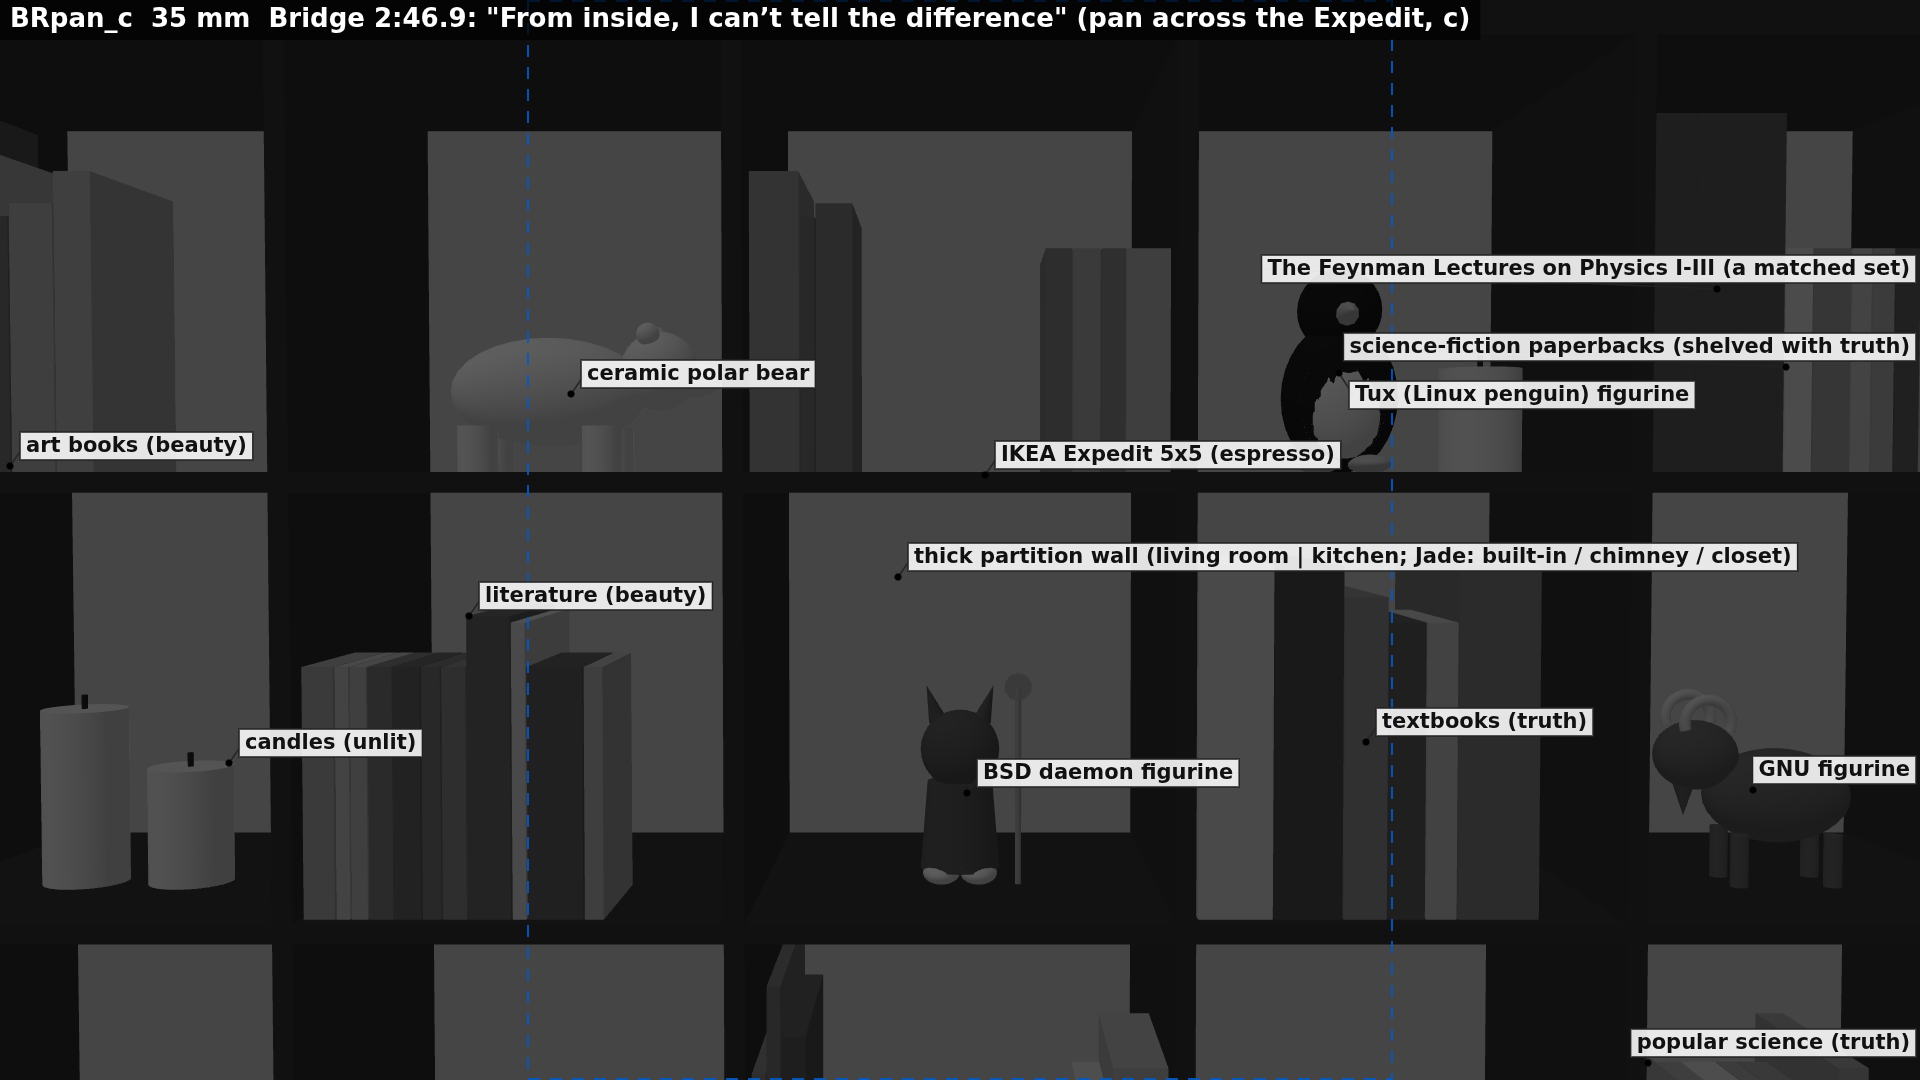 BRpan_c  35 mm  Bridge 2:46.9: "From inside, I can’t tell the difference" (pan across the Expedit, c)
The Feynman Lectures on Physics I-III (a matched set)
science-fiction paperbacks (shelved with truth)
ceramic polar bear
Tux (Linux penguin) figurine
art books (beauty)
IKEA Expedit 5x5 (espresso)
thick partition wall (living room | kitchen; Jade: built-in / chimney / closet)
literature (beauty)
textbooks (truth)
candles (unlit)
BSD daemon figurine
GNU figurine
popular science (truth)